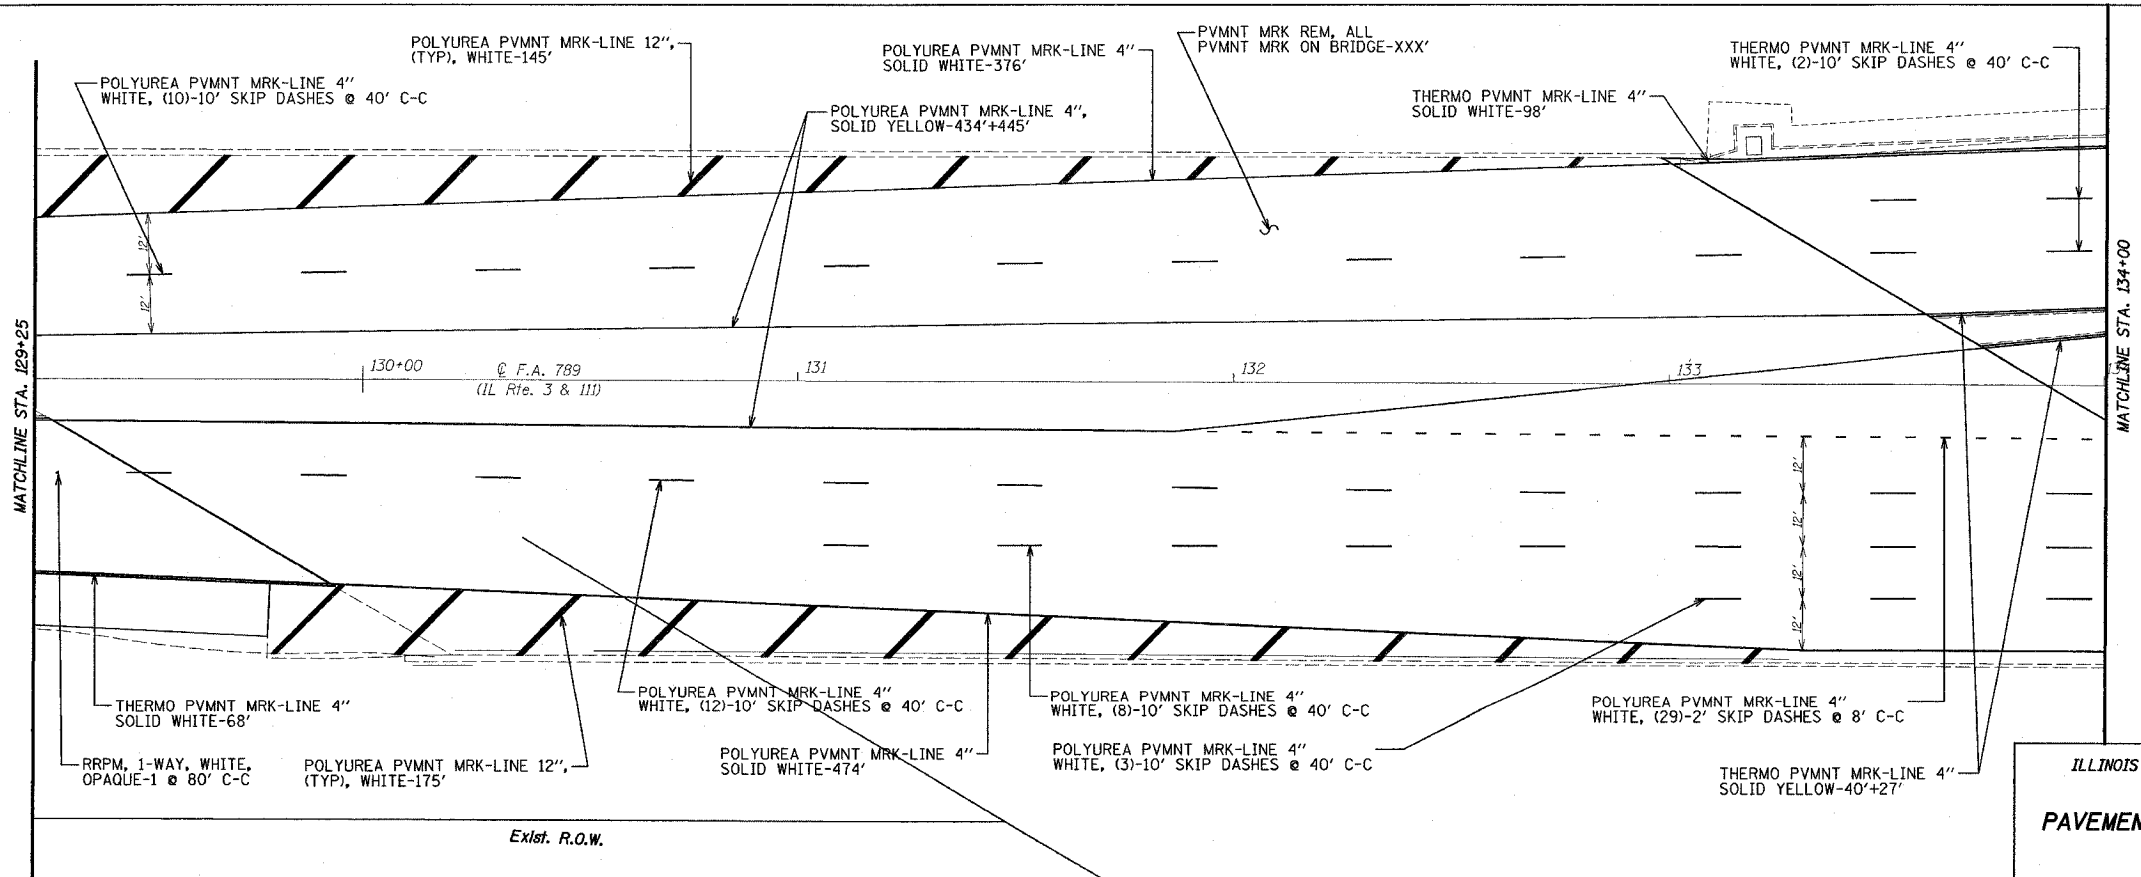 POLYUREA PVMNT MRK-LINE 12'',
(TYP), WHITE-145'
POLYUREA PVMNT MRK-LINE 4''
SOLID WHITE-376'
PVMNT MRK REM, ALL
PVMNT MRK ON BRIDGE-XXX'
THERMO PVMNT MRK-LINE 4''
WHITE, (2)-10' SKIP DASHES @ 40' C-C
POLYUREA PVMNT MRK-LINE 4''
WHITE, (10)-10' SKIP DASHES @ 40' C-C
POLYUREA PVMNT MRK-LINE 4'',
SOLID YELLOW-434'+445'
THERMO PVMNT MRK-LINE 4''
SOLID WHITE-98'
12'
12'
MATCHLINE STA. 129+25
MATCHLINE STA. 134+00
130+00
℄ F.A. 789
(IL Rte. 3 & 111)
131
132
133
12'
12'
12'
12'
THERMO PVMNT MRK-LINE 4''
SOLID WHITE-68'
POLYUREA PVMNT MRK-LINE 4''
WHITE, (12)-10' SKIP DASHES @ 40' C-C
POLYUREA PVMNT MRK-LINE 4''
WHITE, (8)-10' SKIP DASHES @ 40' C-C
POLYUREA PVMNT MRK-LINE 4''
WHITE, (29)-2' SKIP DASHES @ 8' C-C
RRPM, 1-WAY, WHITE,
OPAQUE-1 @ 80' C-C
POLYUREA PVMNT MRK-LINE 12'',
(TYP), WHITE-175'
POLYUREA PVMNT MRK-LINE 4''
SOLID WHITE-474'
POLYUREA PVMNT MRK-LINE 4''
WHITE, (3)-10' SKIP DASHES @ 40' C-C
THERMO PVMNT MRK-LINE 4''
SOLID YELLOW-40'+27'
Exist. R.O.W.
ILLINOIS
PAVEMEN